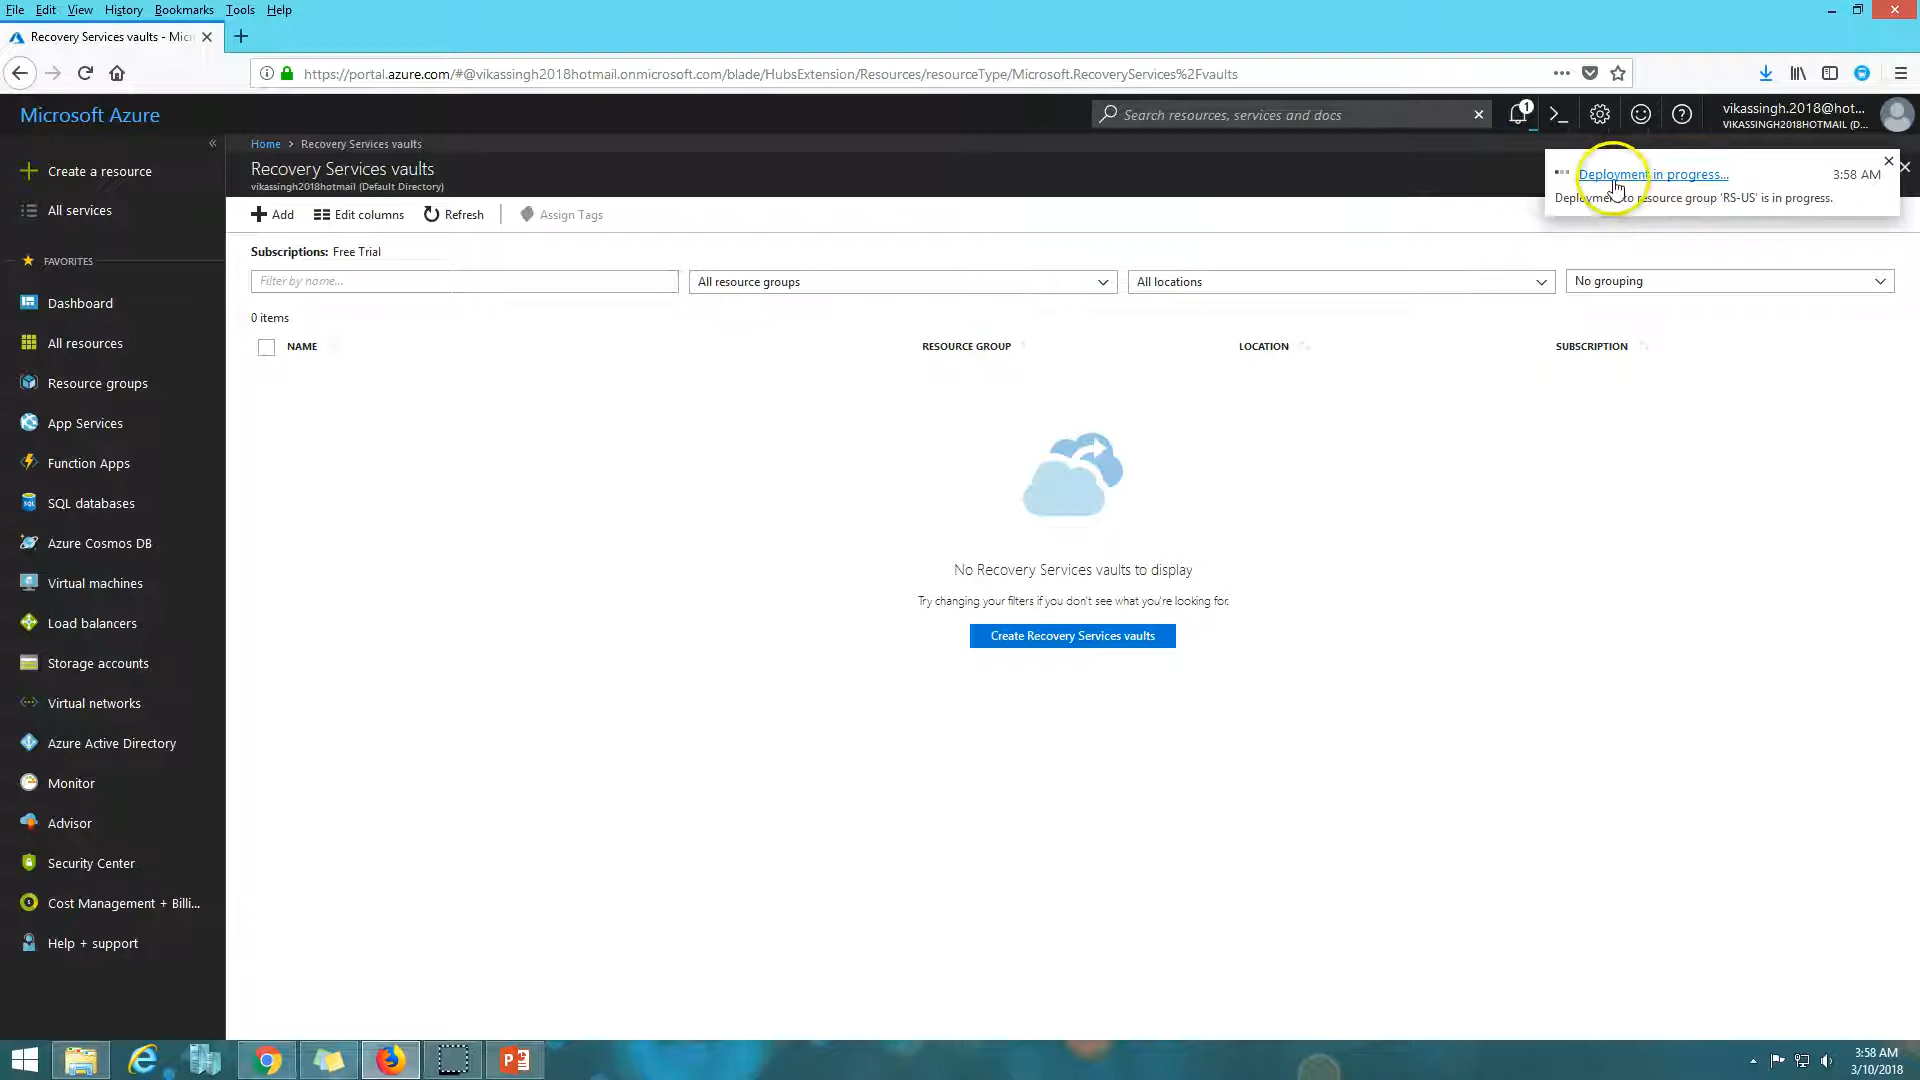 File Edit View History Bookmarks Tools Help
Recovery Services vaults - Micr
https://portal.azure.com/#@vikassingh2018hotmail.onmicrosoft.com/blade/HubsExtension/Resources/resourceType/Microsoft.RecoveryServices%2Fvaults
Microsoft Azure
Search resources, services and docs
1
vikassingh.2018@hot...
VIKASSINGH2018HOTMAIL (D...
Create a resource
All services
FAVORITES
Dashboard
All resources
Resource groups
App Services
Function Apps
SQL databases
Azure Cosmos DB
Virtual machines
Load balancers
Storage accounts
Virtual networks
Azure Active Directory
Monitor
Advisor
Security Center
Cost Management + Billi...
Help + support
Home > Recovery Services vaults
Recovery Services vaults
vikassingh2018hotmail (Default Directory)
Deployment in progress... 3:58 AM
Deployment to resource group 'RS-US' is in progress.
Add Edit columns Refresh Assign Tags
Subscriptions: Free Trial
Filter by name... All resource groups All locations No grouping
0 items
NAME RESOURCE GROUP LOCATION SUBSCRIPTION
No Recovery Services vaults to display
Try changing your filters if you don't see what you're looking for.
Create Recovery Services vaults
3:58 AM
3/10/2018